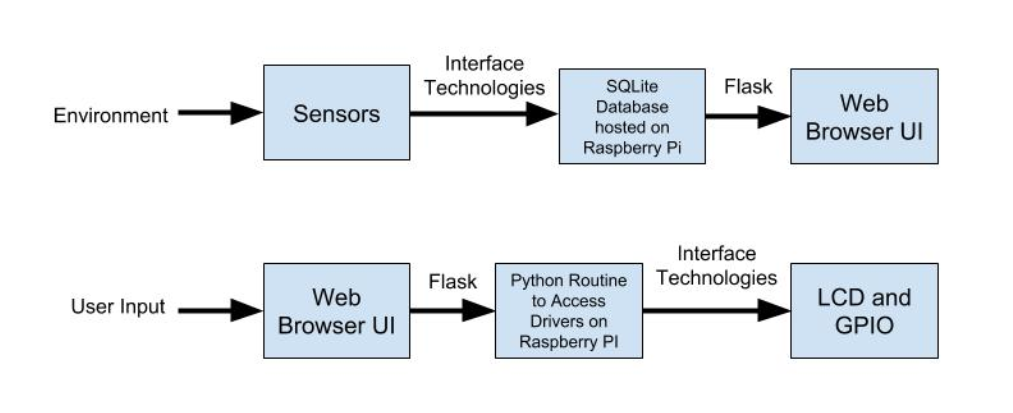 Environment
Sensors
Interface
Technologies
SQLite
Database
hosted on
Raspberry Pi
Flask
Web
Browser UI
User Input
Web
Browser UI
Flask
Python Routine
to Access
Drivers on
Raspberry PI
Interface
Technologies
LCD and
GPIO